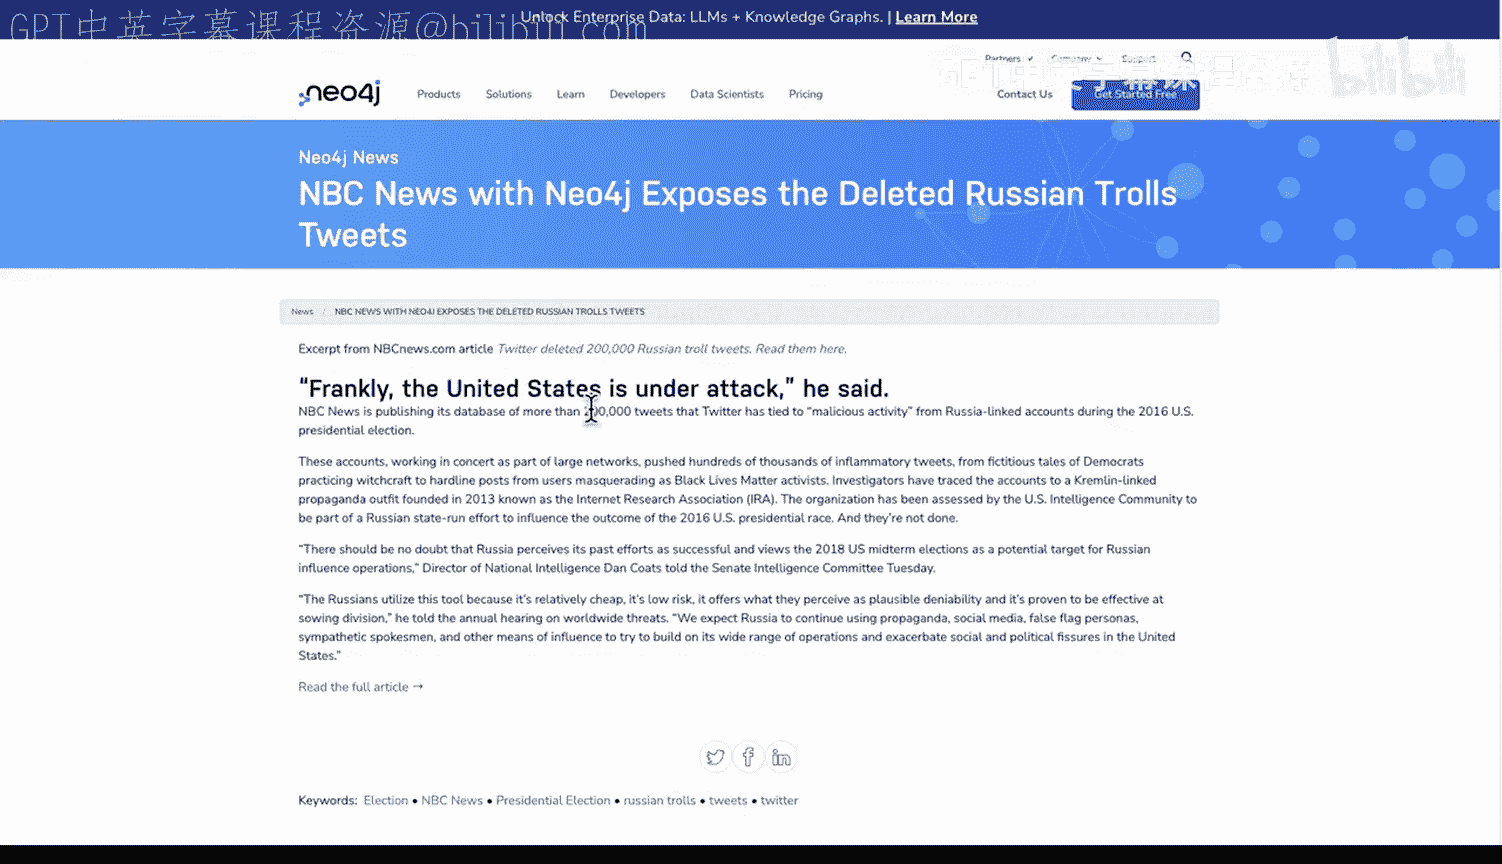 GPT中英字幕课程资源@bilibili.com
Unlock Enterprise Data: LLMs + Knowledge Graphs. | Learn More
Partners Company Support
bilibili
neo4j
Products Solutions Learn Developers Data Scientists Pricing
Contact Us Get Started Free
Neo4j News
NBC News with Neo4j Exposes the Deleted Russian Trolls
Tweets
News / NBC NEWS WITH NEO4J EXPOSES THE DELETED RUSSIAN TROLLS TWEETS
Excerpt from NBCnews.com article Twitter deleted 200,000 Russian troll tweets. Read them here.
“Frankly, the United States is under attack,” he said.
NBC News is publishing its database of more than 200,000 tweets that Twitter has tied to “malicious activity” from Russia-linked accounts during the 2016 U.S.
presidential election.
These accounts, working in concert as part of large networks, pushed hundreds of thousands of inflammatory tweets, from fictitious tales of Democrats
practicing witchcraft to hardline posts from users masquerading as Black Lives Matter activists. Investigators have traced the accounts to a Kremlin-linked
propaganda outfit founded in 2013 known as the Internet Research Association (IRA). The organization has been assessed by the U.S. Intelligence Community to
be part of a Russian state-run effort to influence the outcome of the 2016 U.S. presidential race. And they’re not done.
“There should be no doubt that Russia perceives its past efforts as successful and views the 2018 US midterm elections as a potential target for Russian
influence operations,” Director of National Intelligence Dan Coats told the Senate Intelligence Committee Tuesday.
“The Russians utilize this tool because it’s relatively cheap, it’s low risk, it offers what they perceive as plausible deniability and it’s proven to be effective at
sowing division,” he told the annual hearing on worldwide threats. “We expect Russia to continue using propaganda, social media, false flag personas,
sympathetic spokesmen, and other means of influence to try to build on its wide range of operations and exacerbate social and political fissures in the United
States.”
Read the full article →
Keywords: Election • NBC News • Presidential Election • russian trolls • tweets • twitter